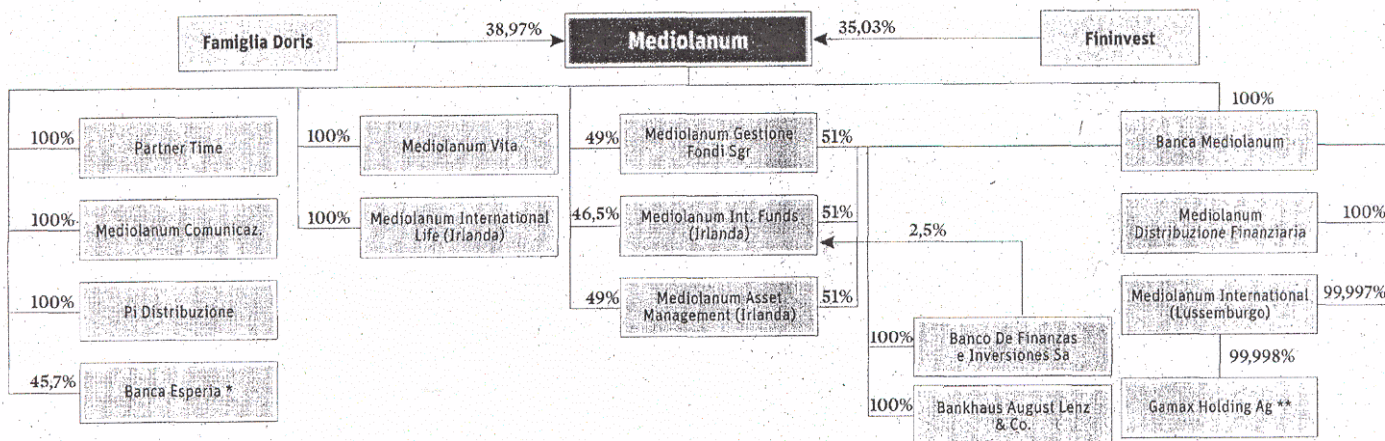 Famiglia Doris
38,97%
Mediolanum
35,03%
Fininvest
100%
Partner Time
100%
Mediolanum Comunicaz.
100%
Pi Distribuzione
45,7%
Banca Esperia *
100%
Mediolanum Vita
100%
Mediolanum International
Life (Irlanda)
49%
Mediolanum Gestione
Fondi Sgr
51%
46,5%
Mediolanum Int. Funds
(Irlanda)
51%
2,5%
49%
Mediolanum Asset
Management (Irlanda)
51%
100%
Banco De Finanzas
e Inversiones Sa
100%
Bankhaus August Lenz
& Co.
100%
Banca Mediolanum
Mediolanum
Distribuzione Finanziaria
100%
Mediolanum International
(Lussemburgo)
99,997%
99,998%
Gamax Holding Ag **